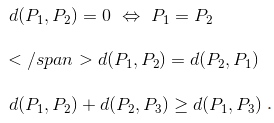 d(P₁, P₂) = 0 ⇔ P₁ = P₂
< /span > d(P₁, P₂) = d(P₂, P₁)
d(P₁, P₂) + d(P₂, P₃) ≥ d(P₁, P₃) .